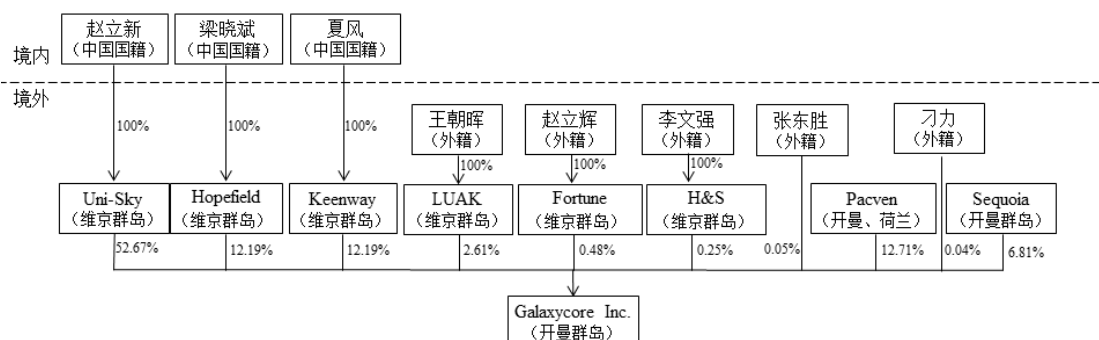 赵立新
（中国国籍）
梁晓斌
（中国国籍）
夏风
（中国国籍）
境内
境外
100%
100%
100%
王朝晖
（外籍）
赵立辉
（外籍）
李文强
（外籍）
张东胜
（外籍）
刁力
（外籍）
100%
100%
100%
Uni-Sky
（维京群岛）
Hopefield
（维京群岛）
Keenway
（维京群岛）
LUAK
（维京群岛）
Fortune
（维京群岛）
H&S
（维京群岛）
Pacven
（开曼、荷兰）
Sequoia
（开曼群岛）
52.67%
12.19%
12.19%
2.61%
0.48%
0.25%
0.05%
12.71%
0.04%
6.81%
Galaxycore Inc.
（开曼群岛）